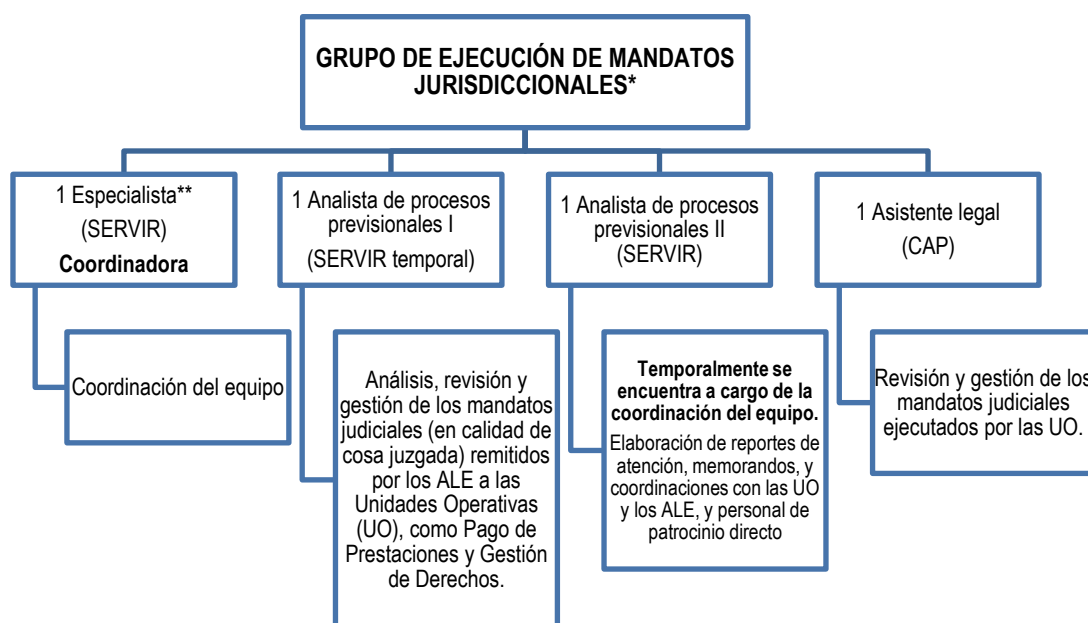 GRUPO DE EJECUCIÓN DE MANDATOS
JURISDICCIONALES*
1 Especialista**
(SERVIR)
Coordinadora
1 Analista de procesos
previsionales I
(SERVIR temporal)
1 Analista de procesos
previsionales II
(SERVIR)
1 Asistente legal
(CAP)
Coordinación del equipo
Análisis, revisión y
gestión de los mandatos
judiciales (en calidad de
cosa juzgada) remitidos
por los ALE a las
Unidades Operativas
(UO), como Pago de
Prestaciones y Gestión
de Derechos.
Temporalmente se
encuentra a cargo de la
coordinación del equipo.
Elaboración de reportes de
atención, memorandos, y
coordinaciones con las UO
y los ALE, y personal de
patrocinio directo
Revisión y gestión de los
mandatos judiciales
ejecutados por las UO.